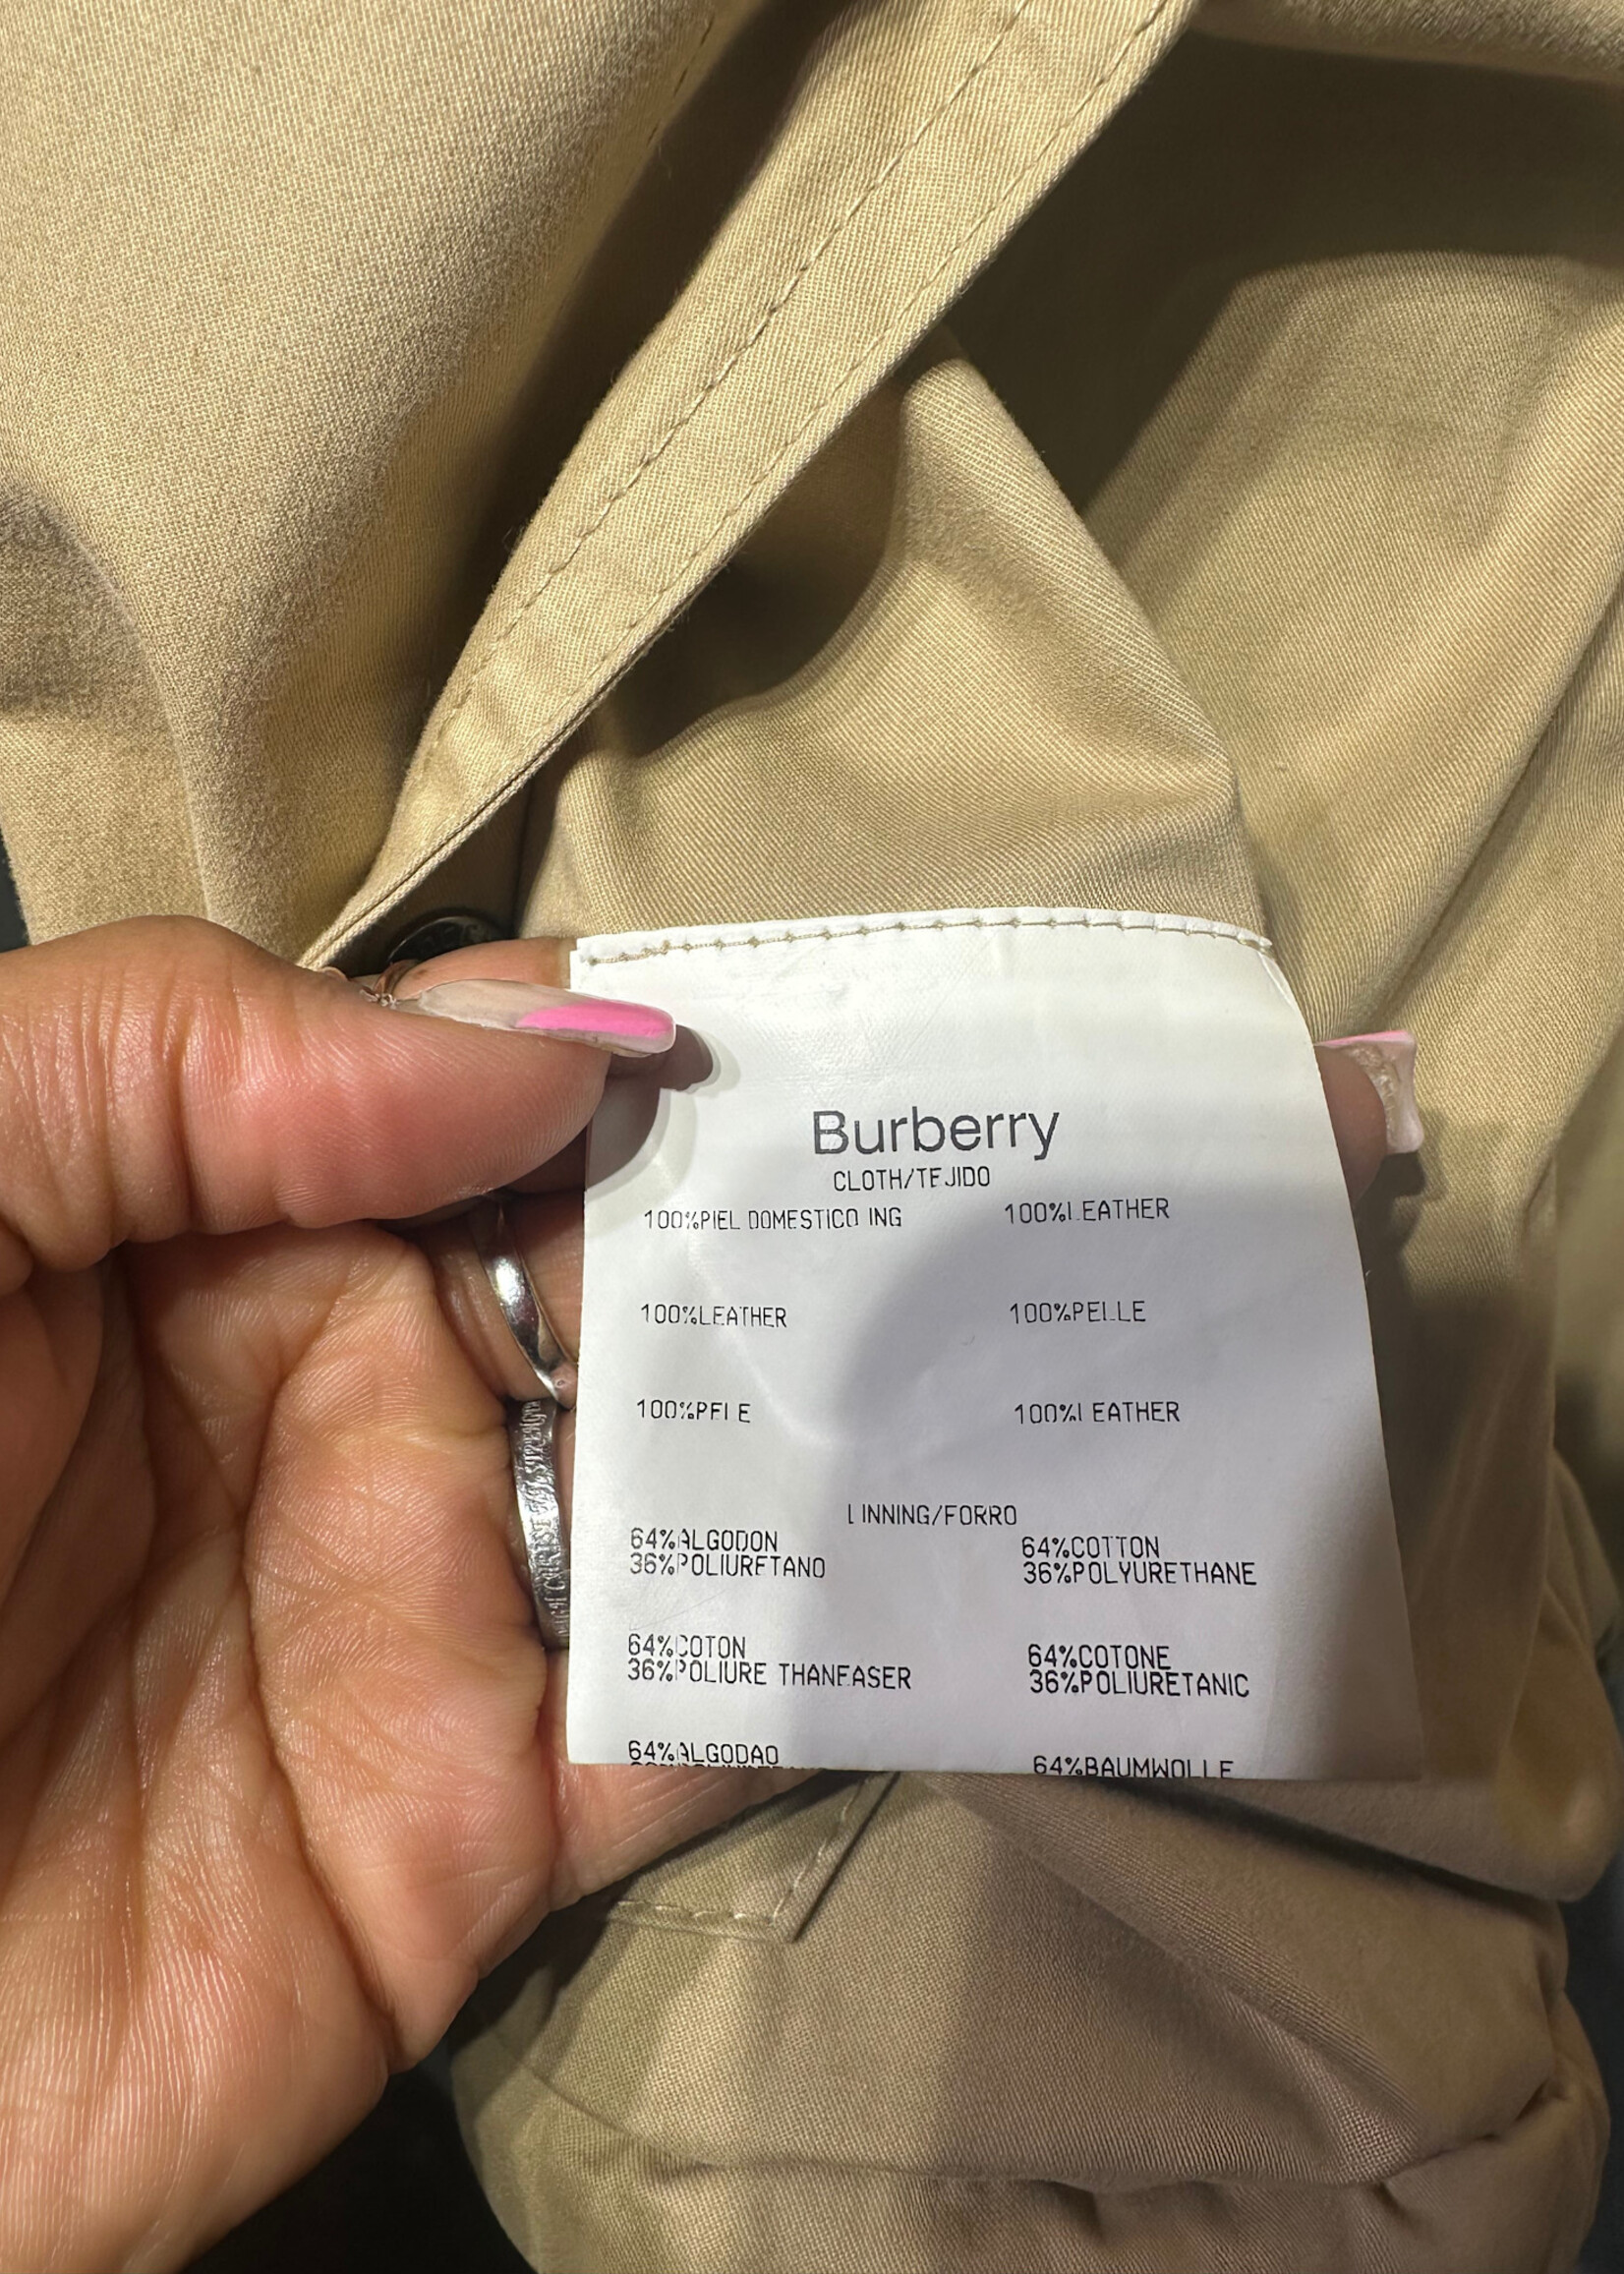 Burberry
CLOTH/TEJIDO
100%PIEL DOMESTICO ING 100%LEATHER
100%LEATHER 100%PELLE
100%PELE 100%LEATHER
LINNING/FORRO
64%ALGODON 64%COTTON
36%POLIURETANO 36%POLYURETHANE
64%COTON 64%COTONE
36%POLIURE THANFASER 36%POLIURETANIC
64%ALGODAO 64%BAUMWOLLE